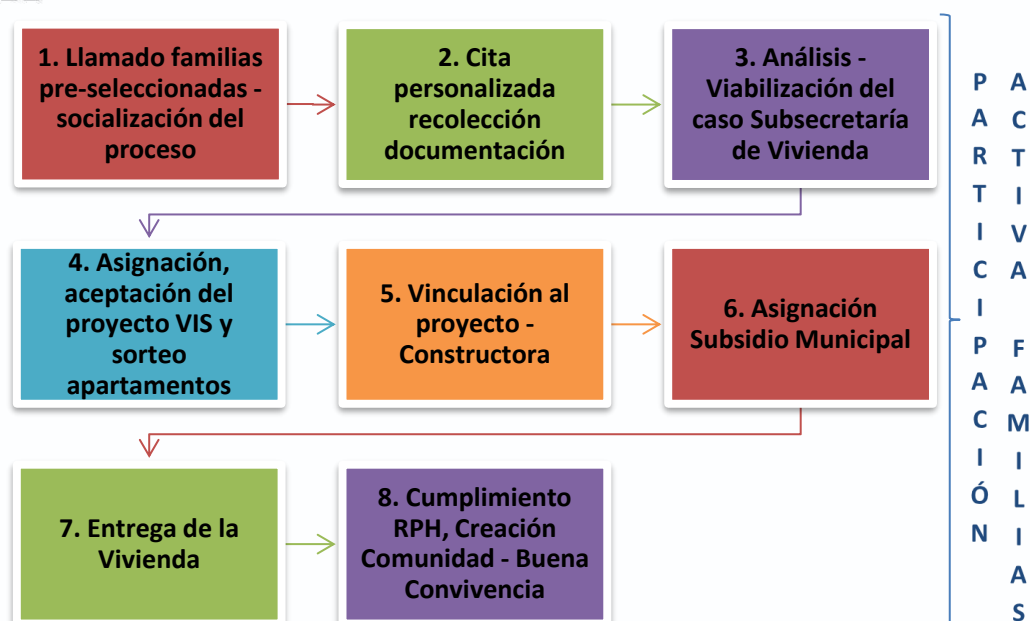 1. Llamado familias
pre-seleccionadas -
socialización del
proceso
2. Cita
personalizada
recolección
documentación
3. Análisis -
Viabilización del
caso Subsecretaría
de Vivienda
4. Asignación,
aceptación del
proyecto VIS y
sorteo
apartamentos
5. Vinculación al
proyecto -
Constructora
6. Asignación
Subsidio Municipal
7. Entrega de la
Vivienda
8. Cumplimiento
RPH, Creación
Comunidad - Buena
Convivencia
PARTICIPACIÓN
ACTIVA FAMILIAS